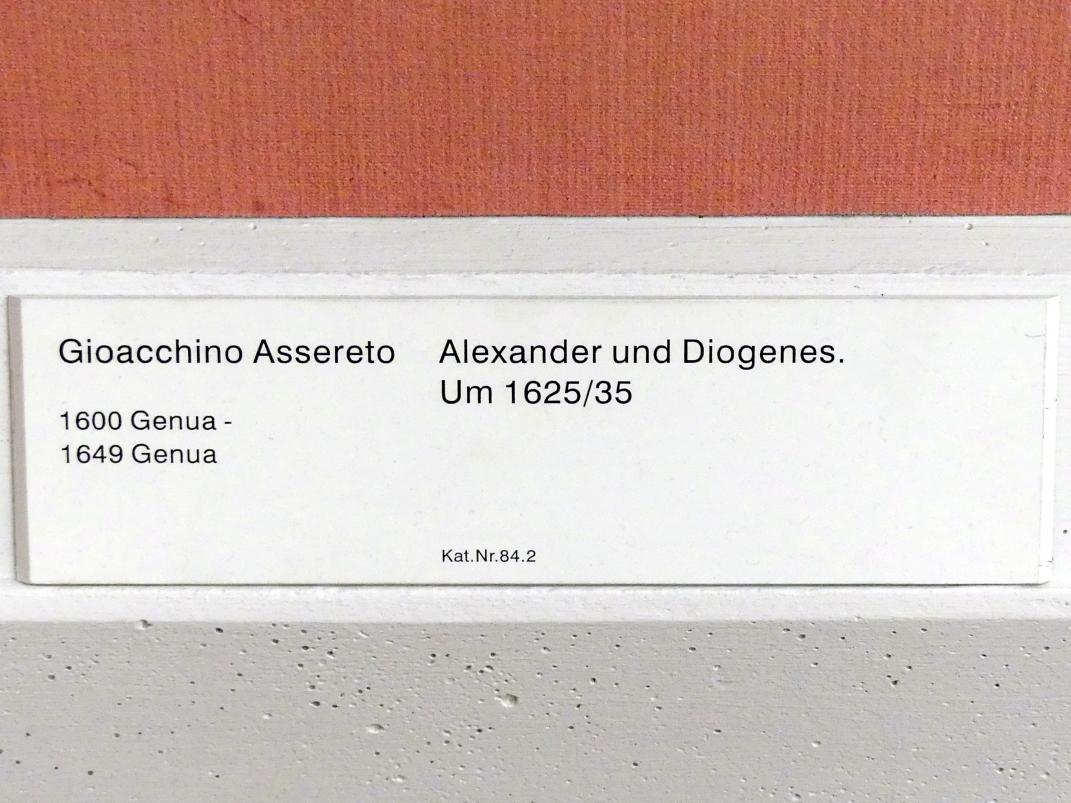 Gioacchino Assereto
1600 Genua -
1649 Genua
Alexander und Diogenes.
Um 1625/35
Kat.Nr.84.2